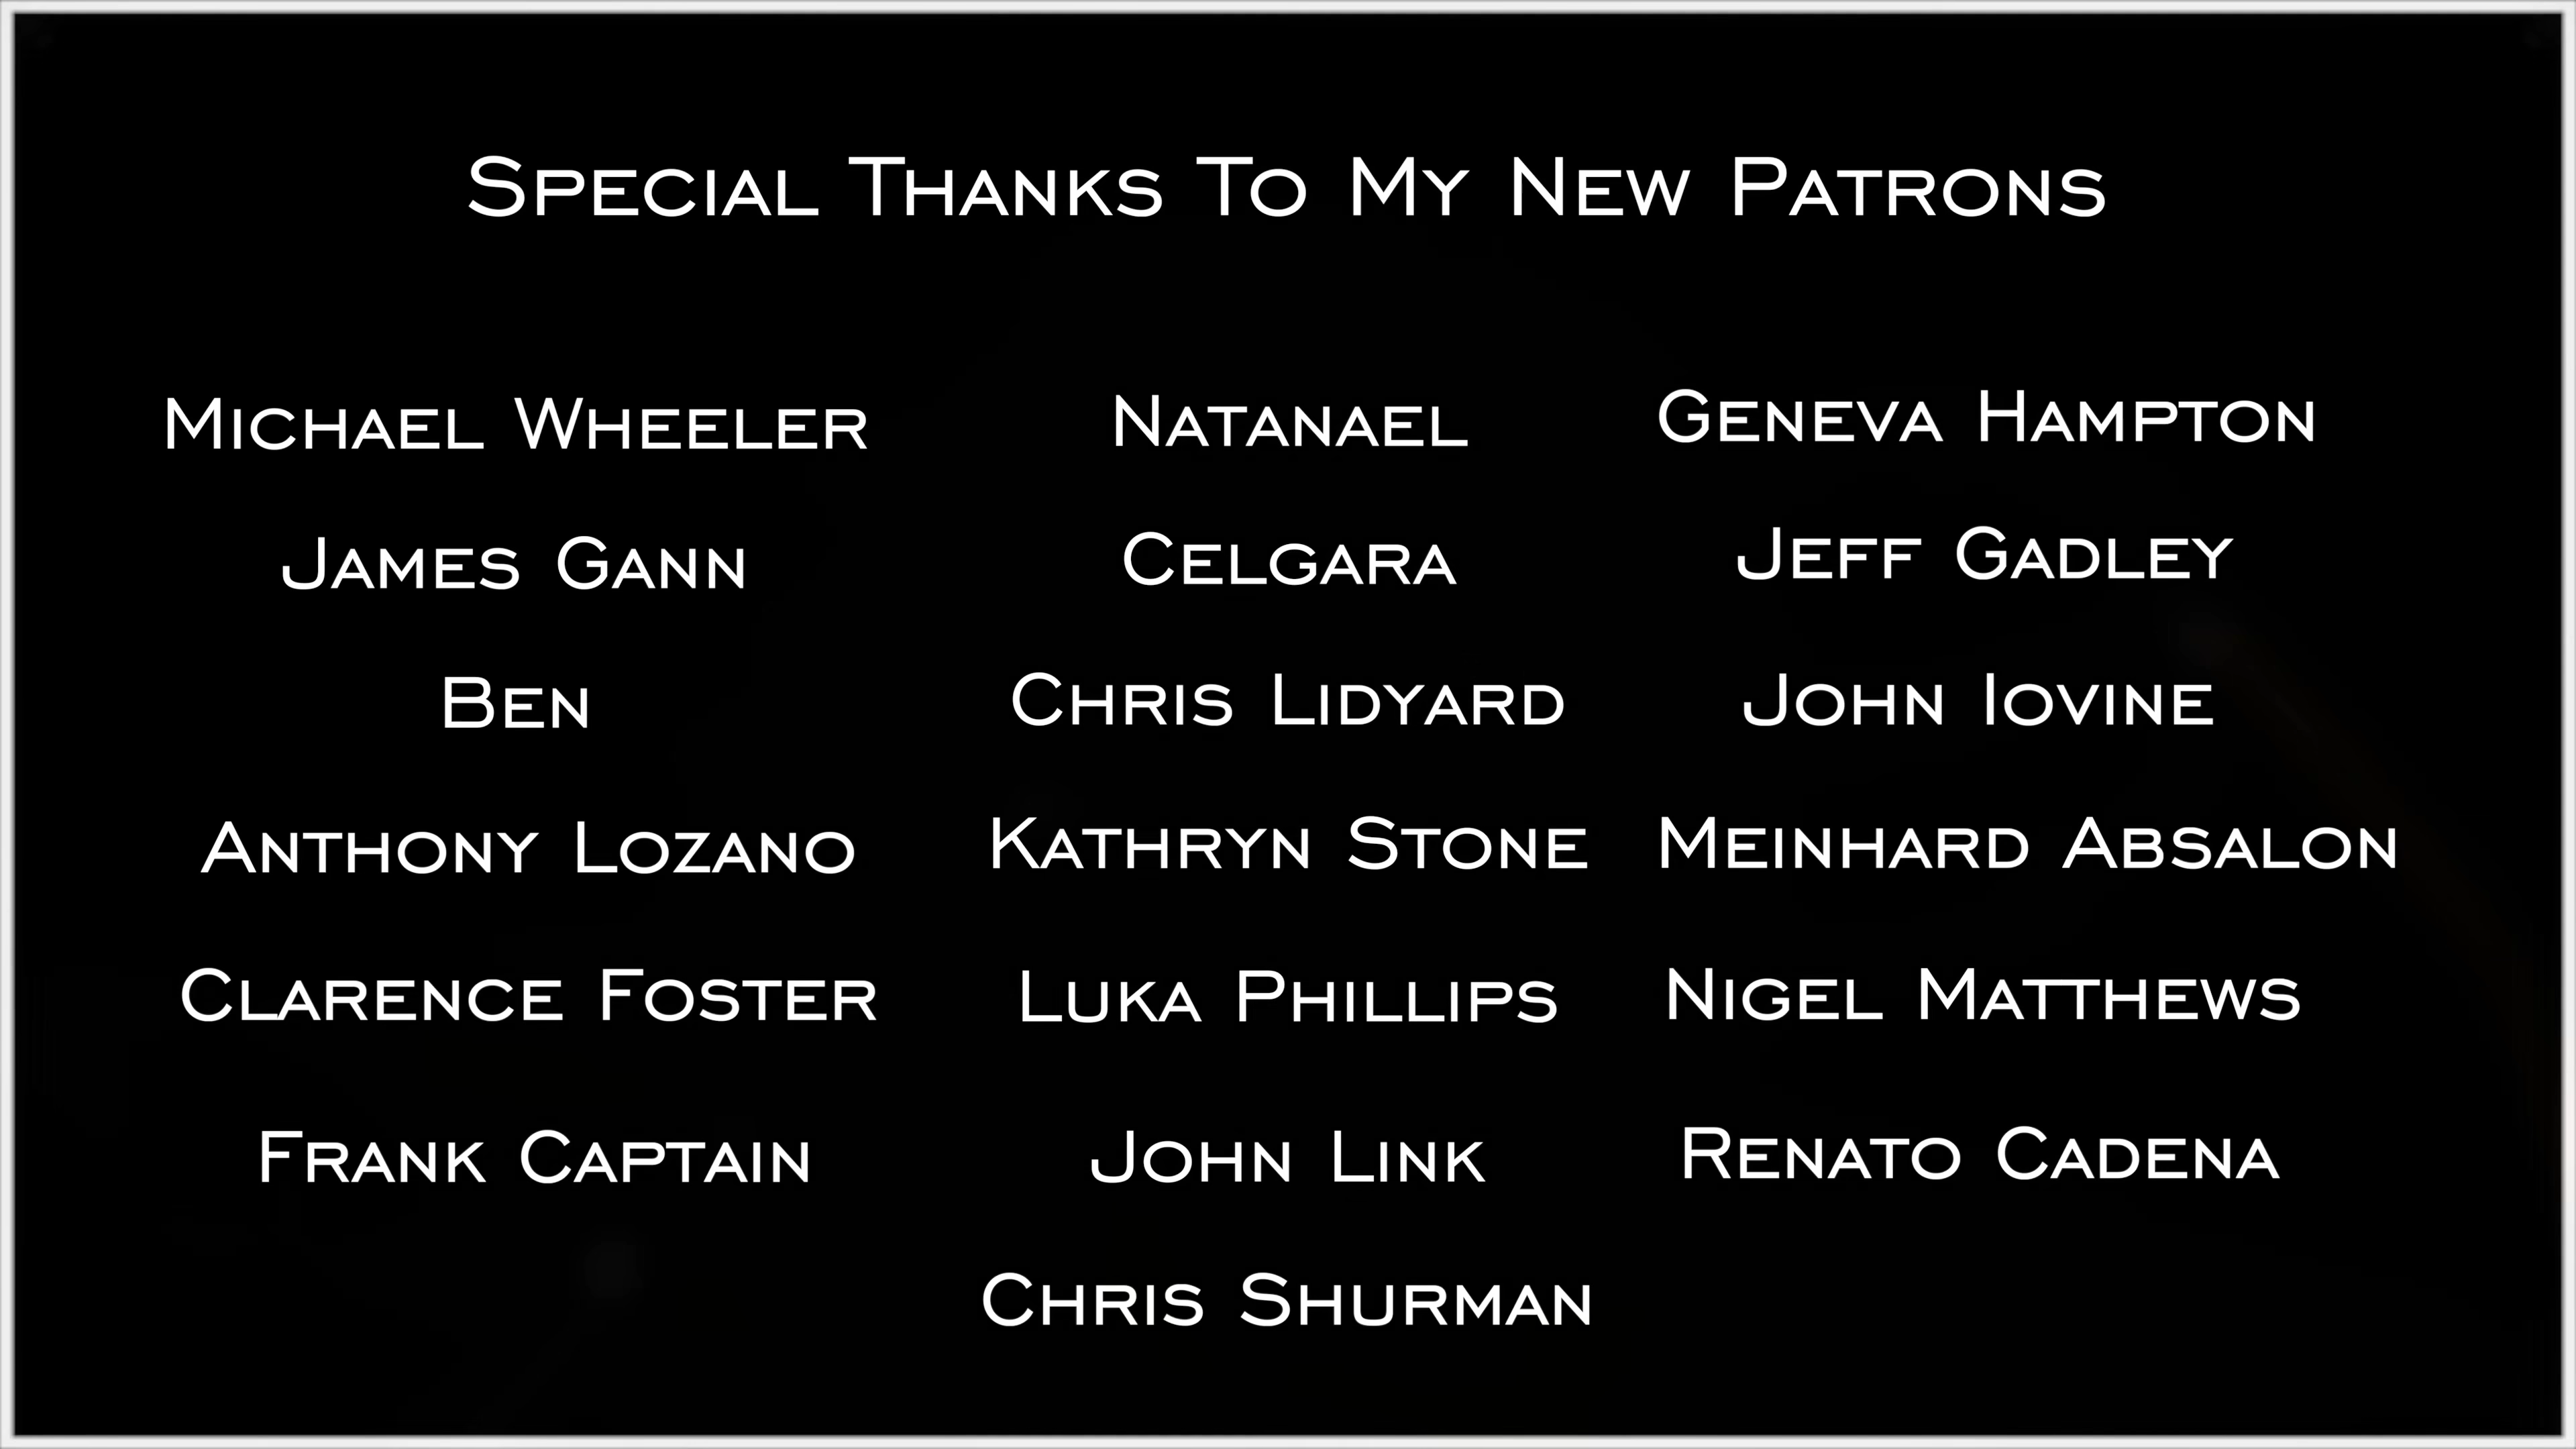 Special Thanks To My New Patrons
Michael Wheeler
James Gann
Ben
Anthony Lozano
Clarence Foster
Frank Captain
Natanael
Celgara
Chris Lidyard
Kathryn Stone
Luka Phillips
John Link
Chris Shurman
Geneva Hampton
Jeff Gadley
John Iovine
Meinhard Absalon
Nigel Matthews
Renato Cadena